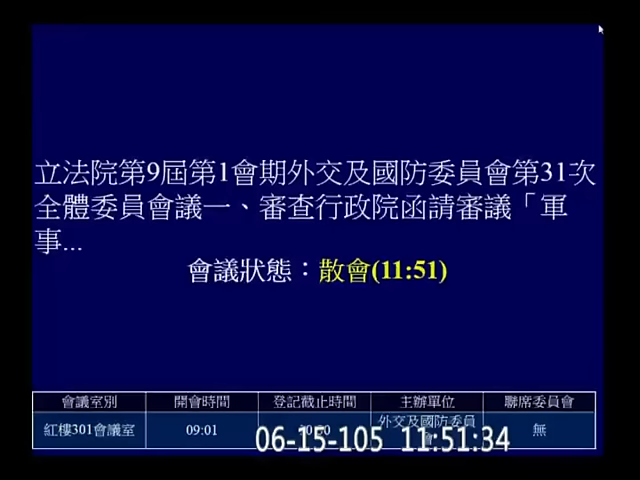 立法院第9屆第1會期外交及國防委員會第31次
全體委員會議一、審查行政院函請審議「軍
事...
會議狀態：散會(11:51)
會議室別 開會時間 登記截止時間 主辦單位 聯席委員會
紅樓301會議室 09:01 外交及國防委員 無
06-15-105 11:51:34